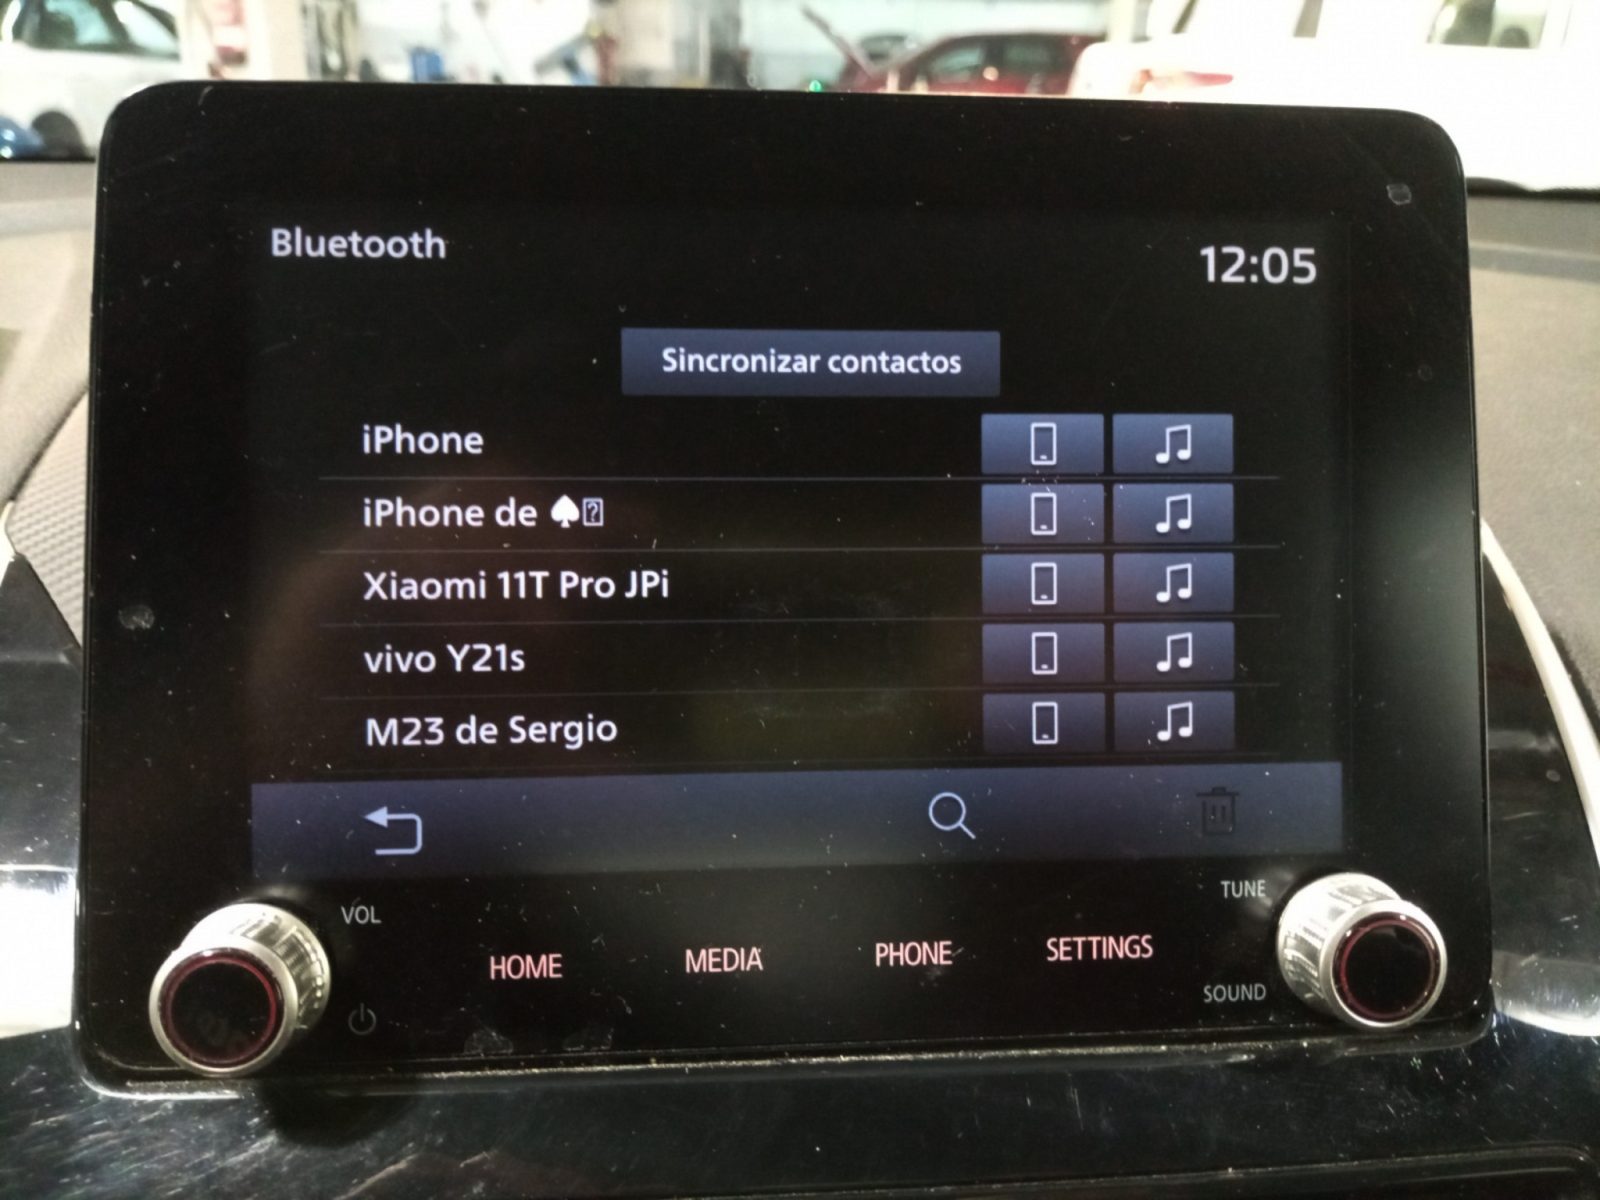 Bluetooth
12:05
Sincronizar contactos
iPhone
iPhone de ♠⍰
Xiaomi 11T Pro JPi
vivo Y21s
M23 de Sergio
VOL
TUNE
HOME
MEDIA
PHONE
SETTINGS
SOUND